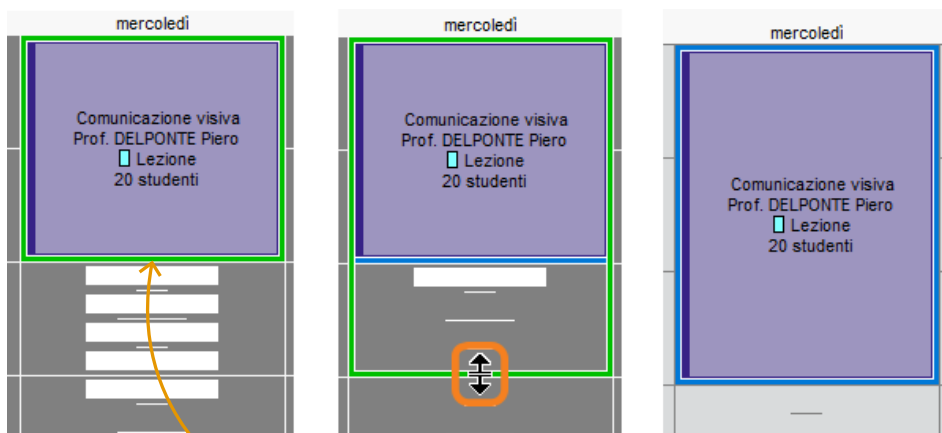 mercoledì
Comunicazione visiva
Prof. DELPONTE Piero
Lezione
20 studenti
mercoledì
Comunicazione visiva
Prof. DELPONTE Piero
Lezione
20 studenti
mercoledì
Comunicazione visiva
Prof. DELPONTE Piero
Lezione
20 studenti